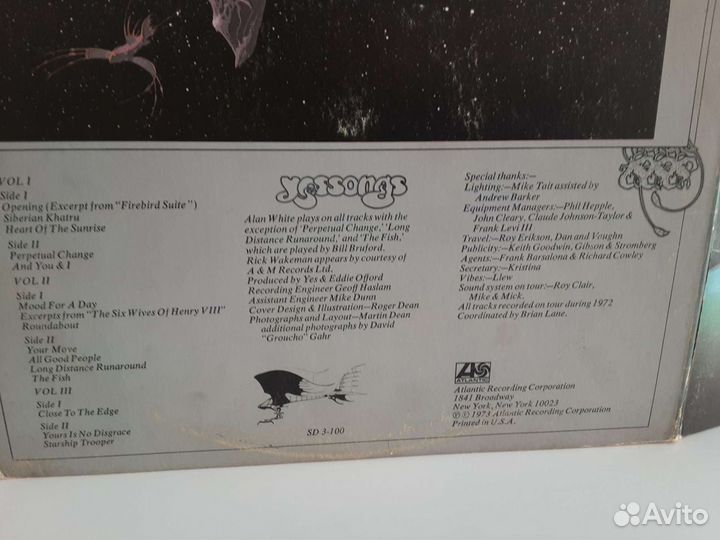 VOL I
Side I
Opening (Excerpt from "Firebird Suite")
Siberian Khatru
Heart Of The Sunrise
Side II
Perpetual Change
And You & I
VOL II
Side I
Mood For A Day
Excerpts from "The Six Wives Of Henry VIII"
Roundabout
Side II
Your Move
All Good People
Long Distance Runaround
The Fish
VOL III
Side I
Close To The Edge
Side II
Yours Is No Disgrace
Starship Trooper
Yessongs
Alan White plays on all tracks with the
exception of 'Perpetual Change,' 'Long
Distance Runaround,' and 'The Fish,'
which are played by Bill Bruford.
Rick Wakeman appears by courtesy of
A & M Records Ltd.
Produced by Yes & Eddie Offord
Recording Engineer Geoff Haslam
Assistant Engineer Mike Dunn
Cover Design & Illustration—Roger Dean
Photographs and Layout—Martin Dean
additional photographs by David
"Groucho" Gahr
SD 3-100
Special thanks:—
Lighting:—Mike Tait assisted by
Andrew Barker
Equipment Managers:—Phil Hepple,
John Cleary, Claude Johnson-Taylor &
Frank Levi III
Travel:—Roy Erikson, Dan and Vaughn
Publicity:—Keith Goodwin, Gibson & Stromberg
Agents:—Frank Barsalona & Richard Cowley
Secretary:—Kristina
Vibes:—Llew
Sound system on tour:—Roy Clair,
Mike & Mick.
All tracks recorded on tour during 1972
Coordinated by Brian Lane.
ATLANTIC
Atlantic Recording Corporation
1841 Broadway
New York, New York 10023
℗ © 1973 Atlantic Recording Corporation
Printed in U.S.A.
Avito